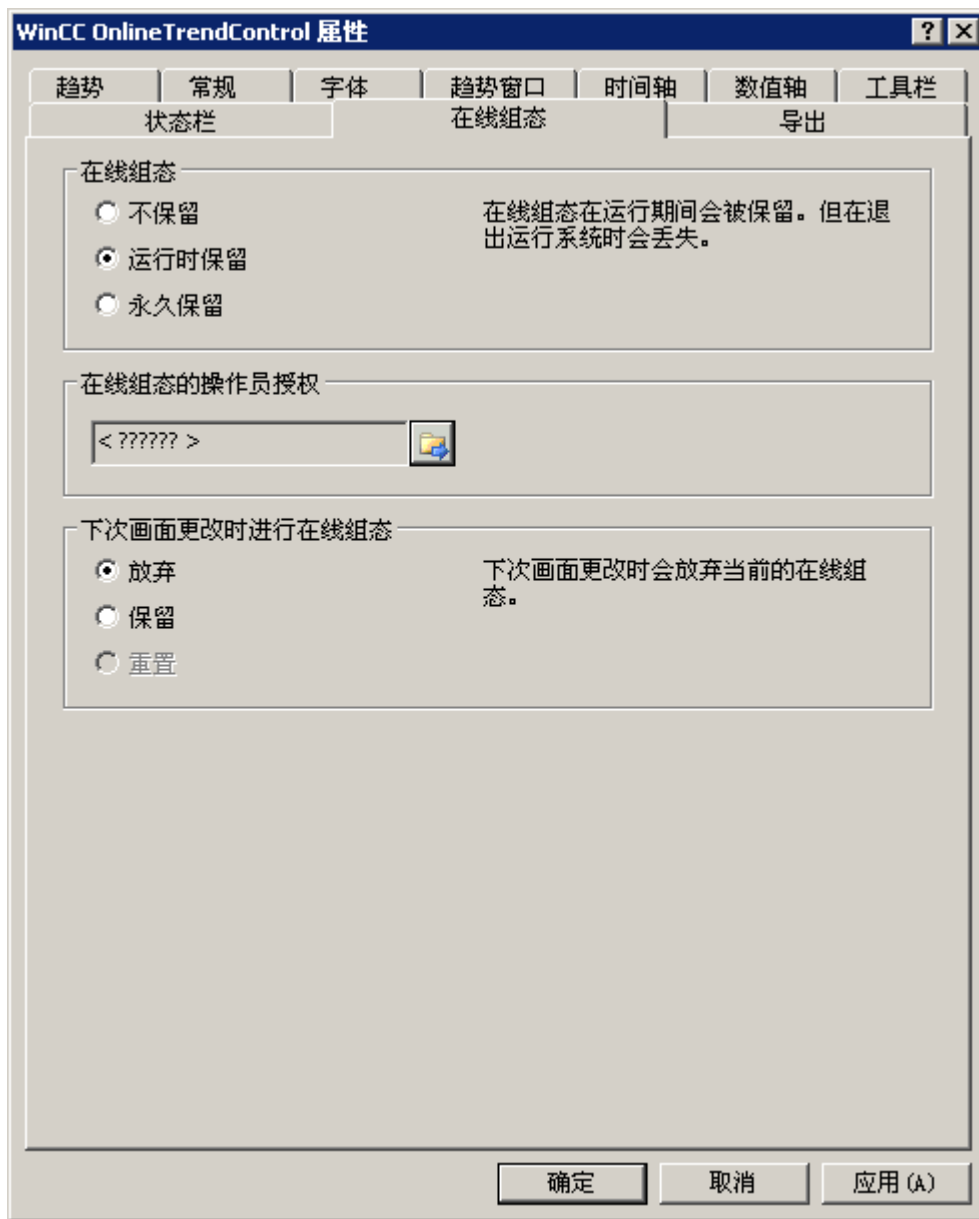 WinCC OnlineTrendControl 属性
趋势 常规 字体 趋势窗口 时间轴 数值轴 工具栏
状态栏 在线组态 导出
在线组态
不保留
运行时保留
永久保留
在线组态在运行期间会被保留。但在退
出运行系统时会丢失。
在线组态的操作员授权
< ?????? >
下次画面更改时进行在线组态
放弃
保留
重置
下次画面更改时会放弃当前的在线组
态。
确定 取消 应用(A)